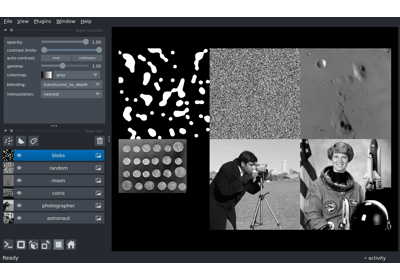 File View Plugins Window Help
opacity: 1.00
contrast limits:
auto-contrast: once continuous
gamma: 1.00
colormap: gray
blending: translucent_no_depth
interpolation: nearest
blobs
random
moon
coins
photographer
astronaut
Ready
activity